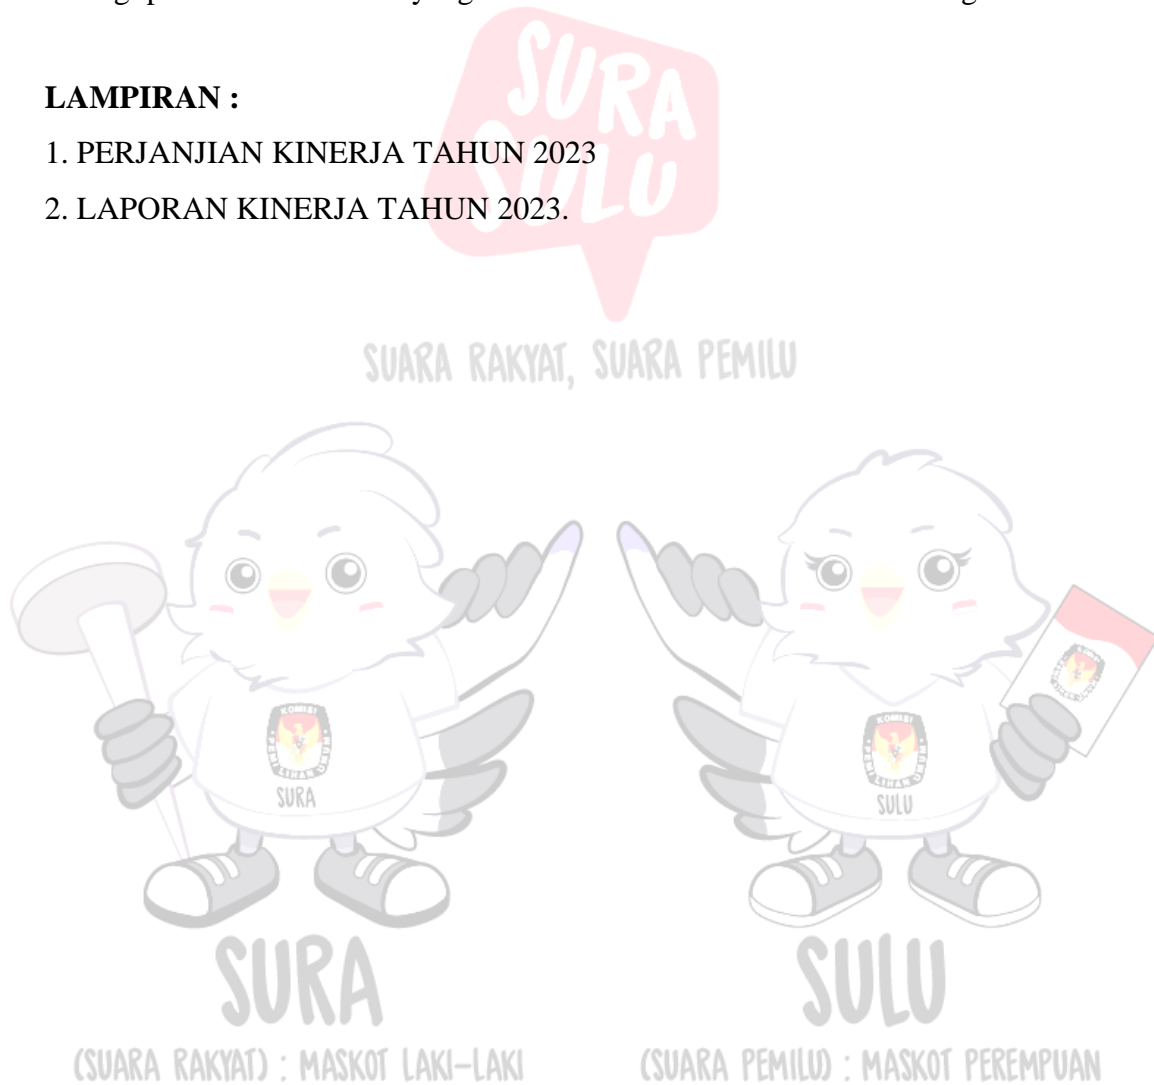 SURA
SULU
LAMPIRAN :
1. PERJANJIAN KINERJA TAHUN 2023
2. LAPORAN KINERJA TAHUN 2023.
SUARA RAKYAT, SUARA PEMILU
KOMISI
PEMILIHAN UMUM
SURA
KOMISI
PEMILIHAN UMUM
SULU
SURA
SULU
(SUARA RAKYAT) : MASKOT LAKI-LAKI
(SUARA PEMILU) : MASKOT PEREMPUAN